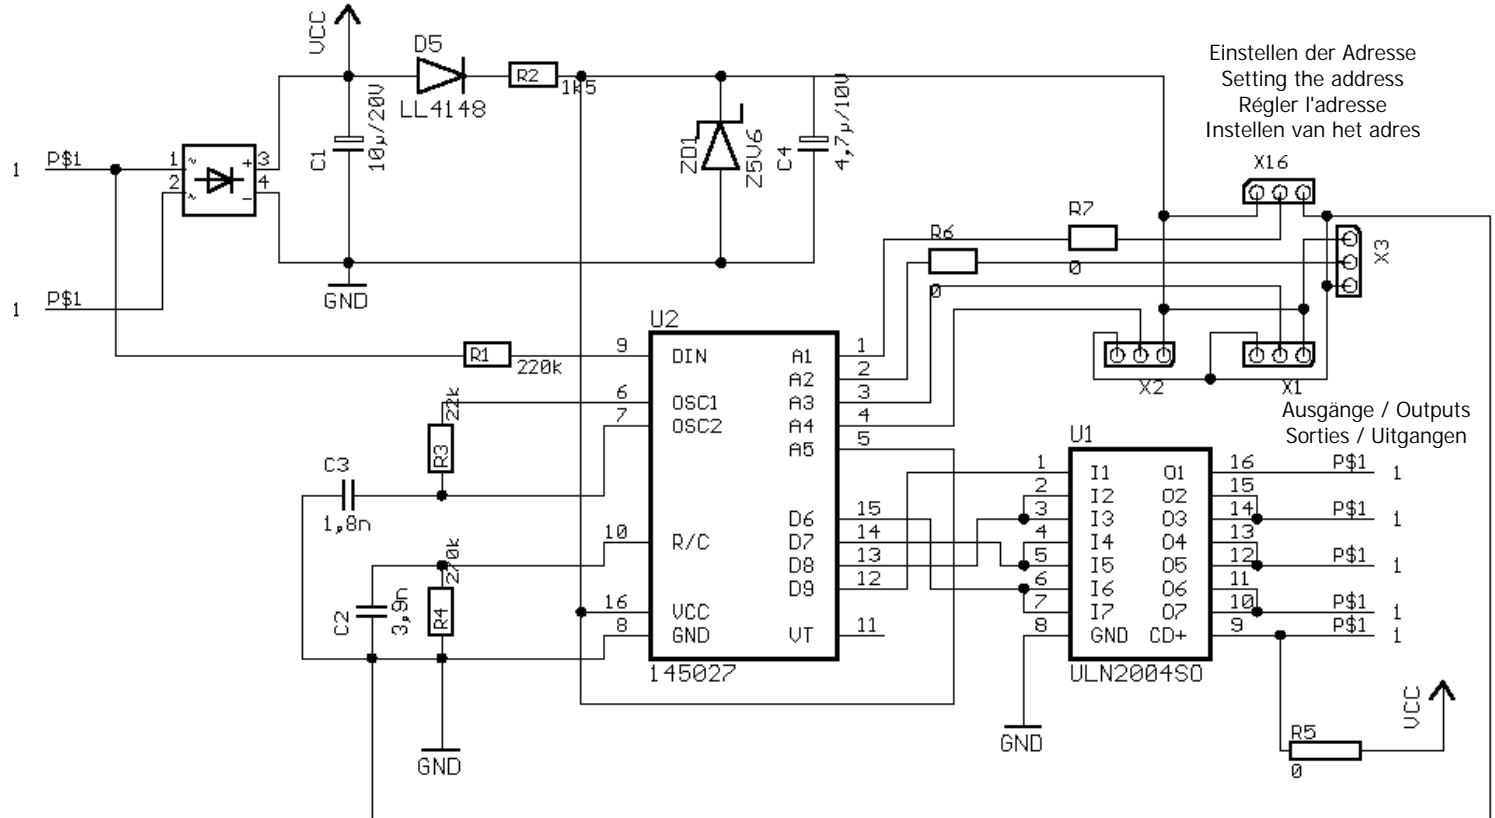 VCC
D5
LL4148
R2
1k5
C1
10µ/20V
ZD1
Z5V6
C4
4,7µ/10V
Einstellen der Adresse
Setting the address
Régler l'adresse
Instellen van het adres
X16
1 P$1
1 ~ + 3
2 ~ - 4
1 P$1
GND
R7
0
R6
0
X3
X2
X1
U2
R1
220k
9 DIN A1 1
A2 2
6 OSC1 A3 3
7 OSC2 A4 4
A5 5
D6 15
10 R/C D7 14
D8 13
D9 12
16 VCC
8 GND VT 11
145027
22k
R3
C3
1,8n
270k
R4
C2
3,9n
GND
Ausgänge / Outputs
Sorties / Uitgangen
U1
1 I1 O1 16 P$1 1
2 I2 O2 15
3 I3 O3 14 P$1 1
4 I4 O4 13
5 I5 O5 12 P$1 1
6 I6 O6 11
7 I7 O7 10 P$1 1
8 GND CD+ 9 P$1 1
ULN2004SO
GND
R5
0
VCC